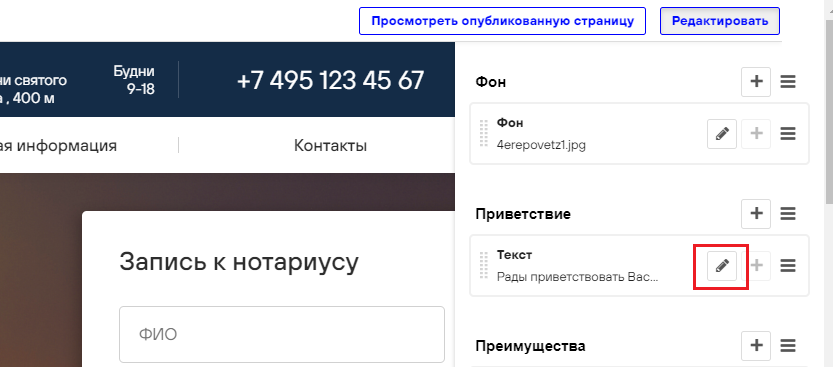 Просмотреть опубликованную страницу
Редактировать
ни святого
а , 400 м
Будни
9-18
+7 495 123 45 67
ая информация
Контакты
Запись к нотариусу
ФИО
Фон
Фон
4erepovetz1.jpg
Приветствие
Текст
Рады приветствовать Вас...
Преимущества